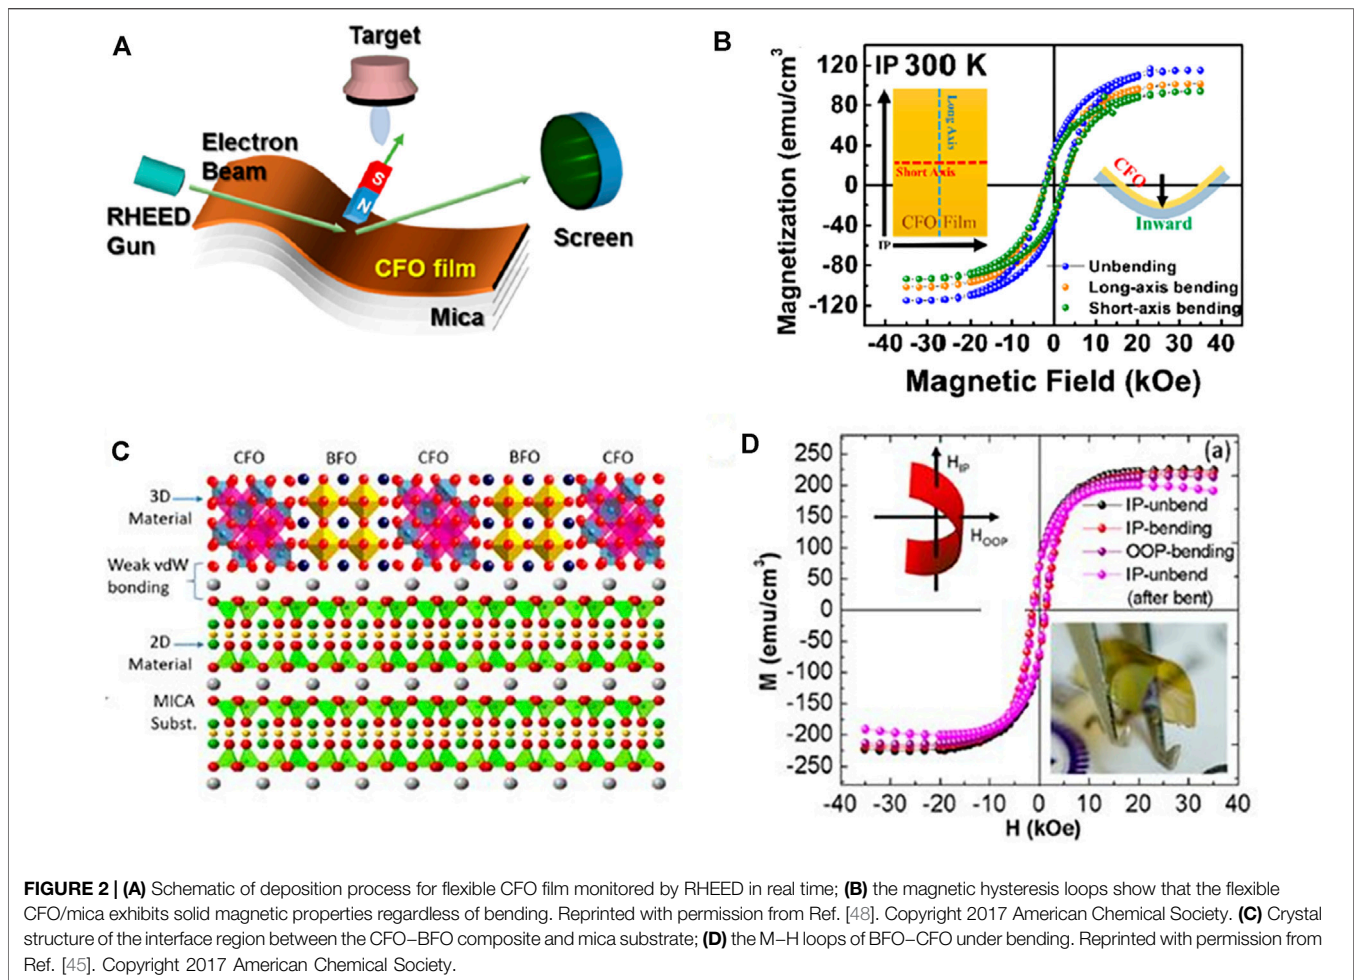 A
Target
Electron
Beam
RHEED
Gun
S
N
Screen
CFO film
Mica
B
Magnetization (emu/cm³)
120
80
40
0
-40
-80
-120
IP 300 K
Long Axis
Short Axis
CFO Film
IP
CFO
Inward
Unbending
Long-axis bending
Short-axis bending
-40 -30 -20 -10 0 10 20 30 40
Magnetic Field (kOe)
C
CFO BFO CFO BFO CFO
3D
Material
Weak vdW
bonding
2D
Material
MICA
Subst.
D
M (emu/cm³)
250
200
150
100
50
0
-50
-100
-150
-200
-250
(a)
H_IP
H_OOP
IP-unbend
IP-bending
OOP-bending
IP-unbend
(after bent)
-40 -30 -20 -10 0 10 20 30 40
H (kOe)
FIGURE 2 | (A) Schematic of deposition process for flexible CFO film monitored by RHEED in real time; (B) the magnetic hysteresis loops show that the flexible
CFO/mica exhibits solid magnetic properties regardless of bending. Reprinted with permission from Ref. [48]. Copyright 2017 American Chemical Society. (C) Crystal
structure of the interface region between the CFO–BFO composite and mica substrate; (D) the M–H loops of BFO–CFO under bending. Reprinted with permission from
Ref. [45]. Copyright 2017 American Chemical Society.